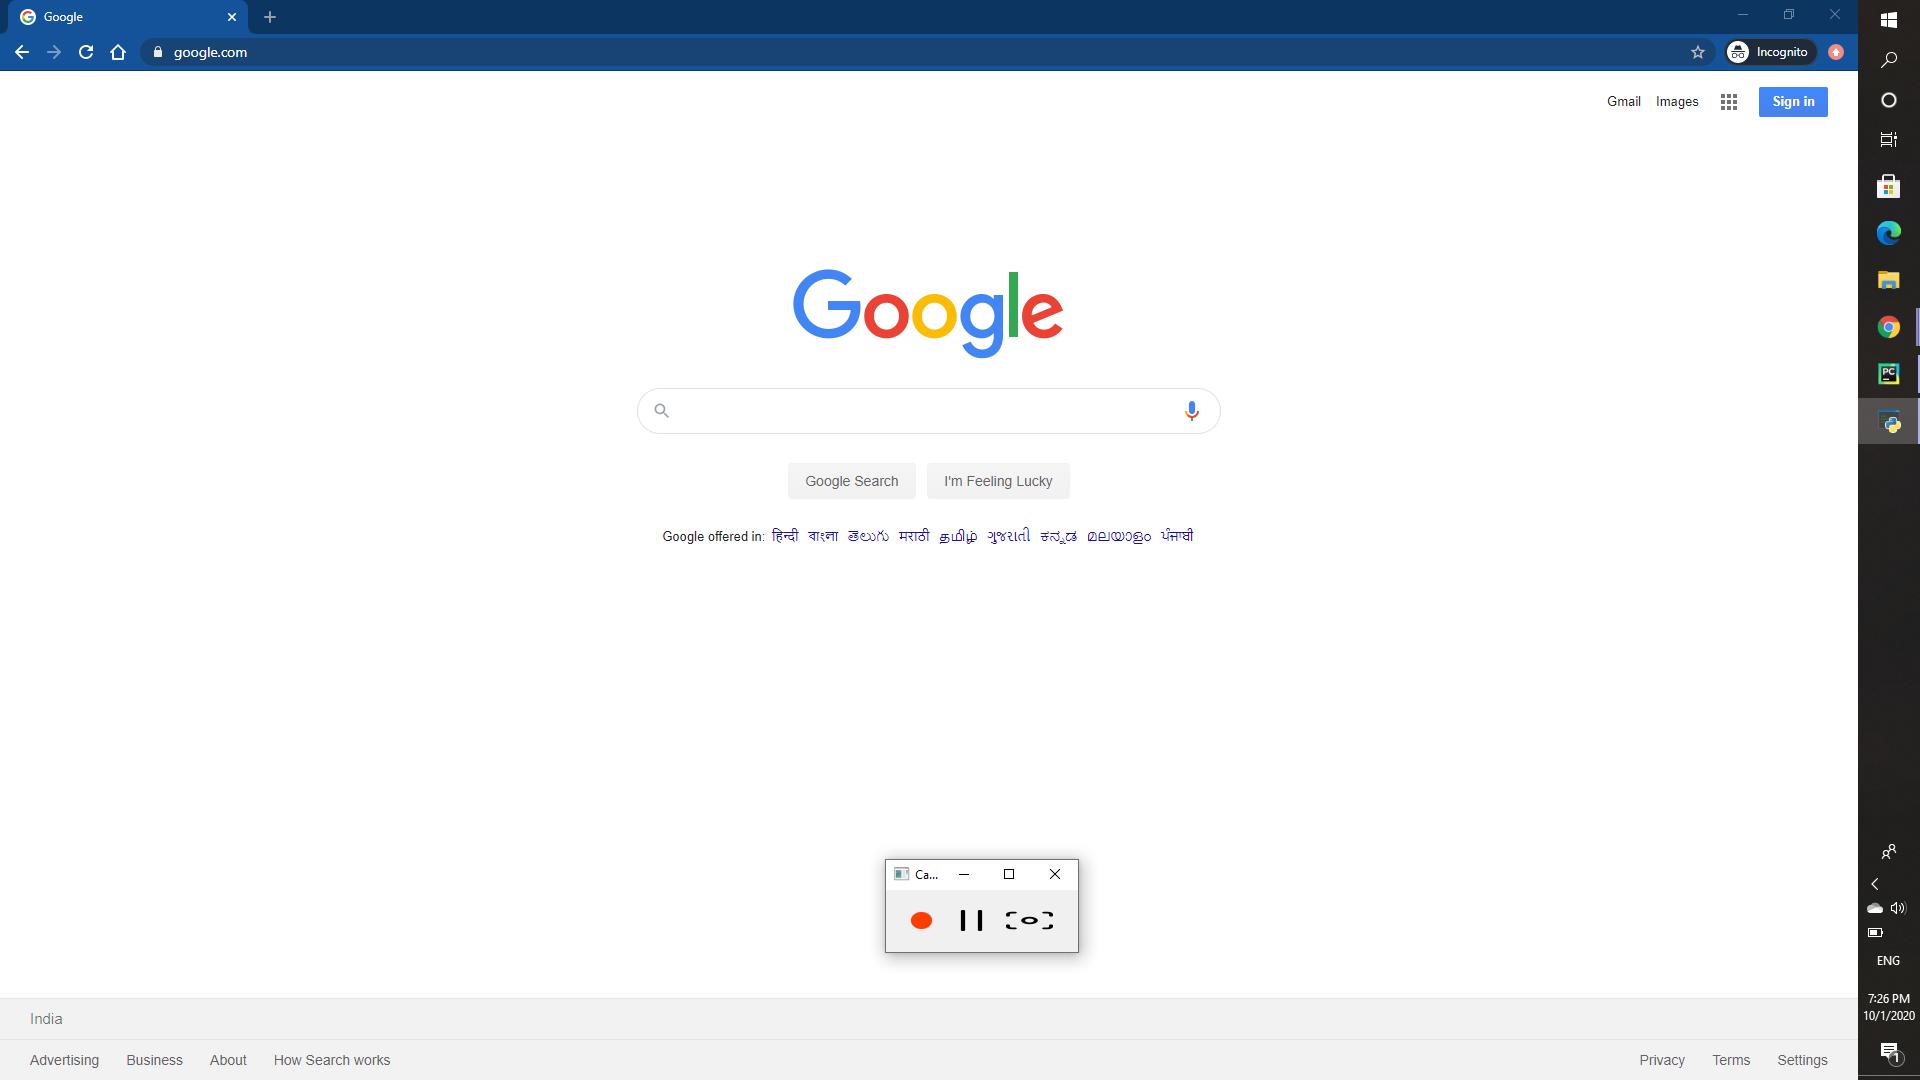 Google
google.com
Incognito
Gmail Images Sign in
Google
Google Search I'm Feeling Lucky
Google offered in: हिन्दी বাংলা తెలుగు मराठी தமிழ் ગુજરાતી ಕನ್ನಡ മലയാളം ਪੰਜਾਬੀ
PC
Ca...
ENG
7:26 PM
10/1/2020
1
India
Advertising Business About How Search works Privacy Terms Settings